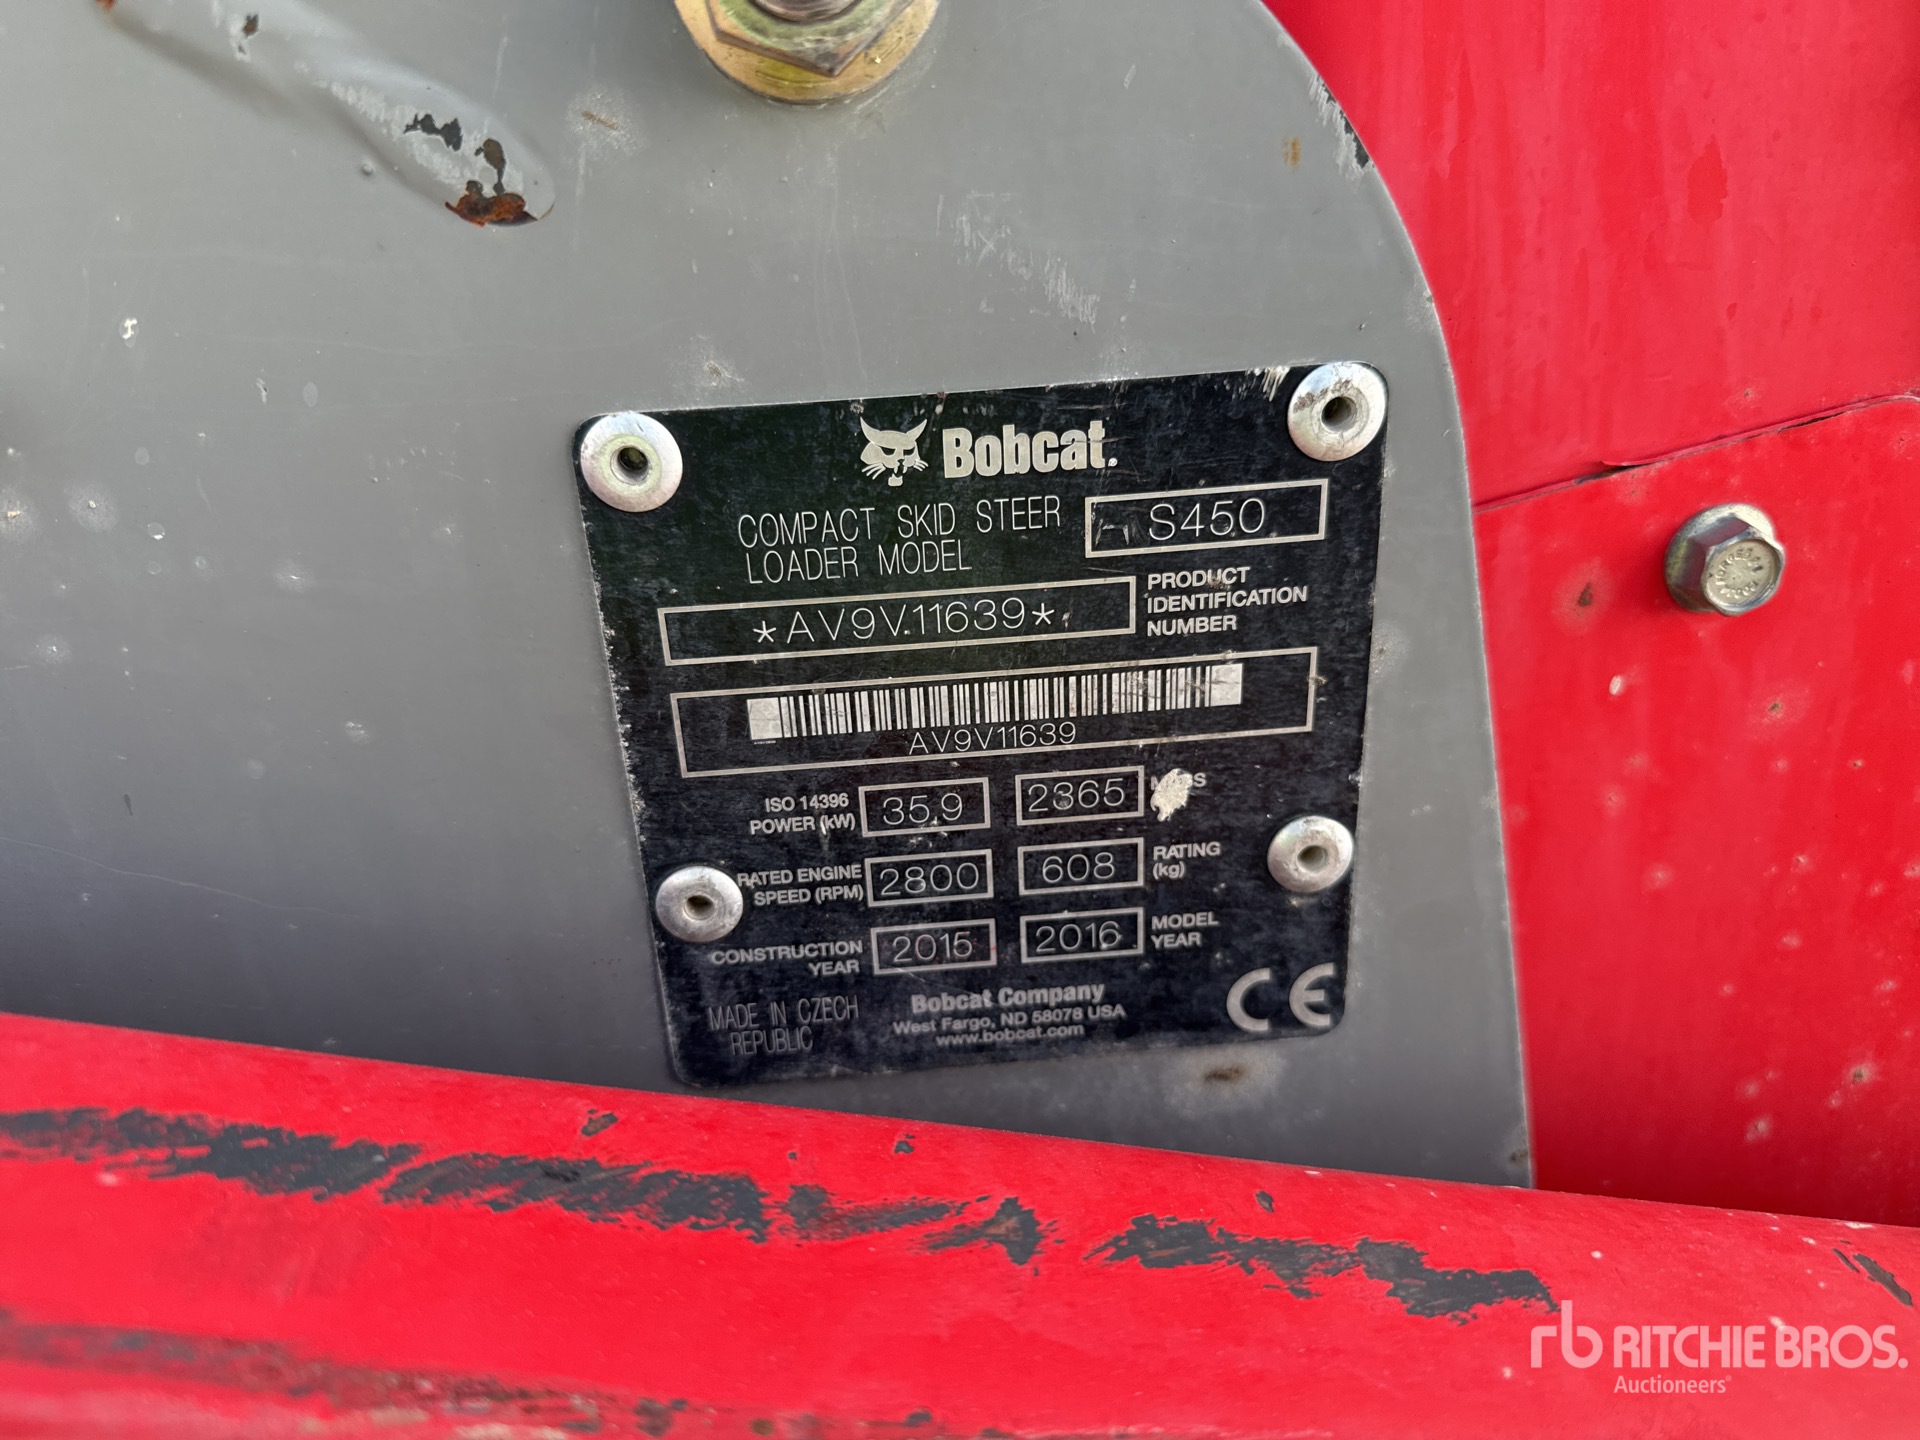 Bobcat.
COMPACT SKID STEER
LOADER MODEL
S450
*AV9V11639*
PRODUCT
IDENTIFICATION
NUMBER
AV9V11639
ISO 14396
POWER (kW)
35,9
2365
RATED ENGINE
SPEED (RPM)
2800
608
RATING
(kg)
CONSTRUCTION
YEAR
2015
2016
MODEL
YEAR
MADE IN CZECH
REPUBLIC
Bobcat Company
West Fargo, ND 58078 USA
www.bobcat.com
CE
rb RITCHIE BROS.
Auctioneers